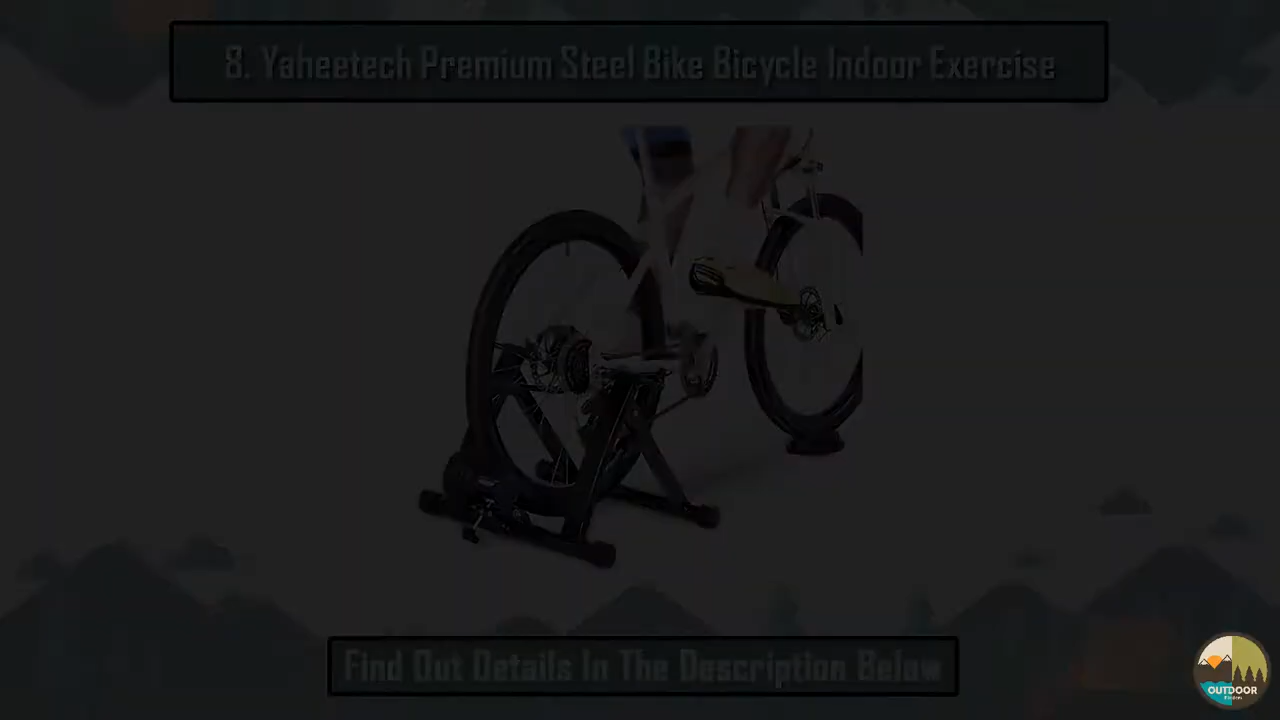 8. Yaheetech Premium Steel Bike Bicycle Indoor Exercise
Find Out Details In The Description Below
OUTDOOR